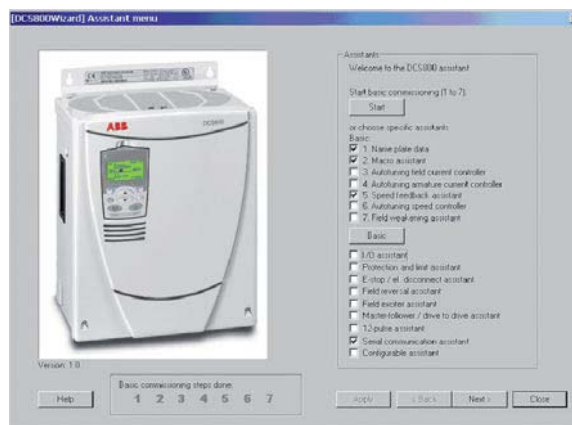 [DCS800Wizard] Assistant menu
ABB
DCS800
Version: 1.0
Assistants
Welcome to the DCS800 assistant
Start basic commissioning (1 to 7)
Start
or choose specific assistants
Basic:
1. Name plate data
2. Macro assistant
3. Autotuning field current controller
4. Autotuning armature current controller
5. Speed feedback assistant
6. Autotuning speed controller
7. Field weakening assistant
Basic
I/O assistant
Protection and limit assistant
E-stop / el. disconnect assistant
Field reversal assistant
Field exciter assistant
Master-follower / drive to drive assistant
12-pulse assistant
Serial communication assistant
Configurable assistant
Basic commissioning steps done:
1 2 3 4 5 6 7
Help
Apply
< Back
Next >
Close